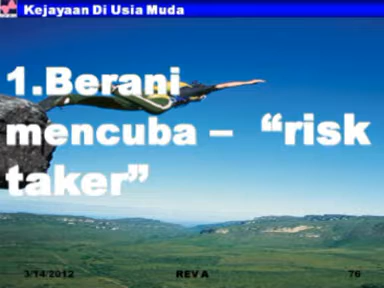 Kejayaan Di Usia Muda
1.Berani
mencuba – “risk
taker”
3/14/2012 REV A 76